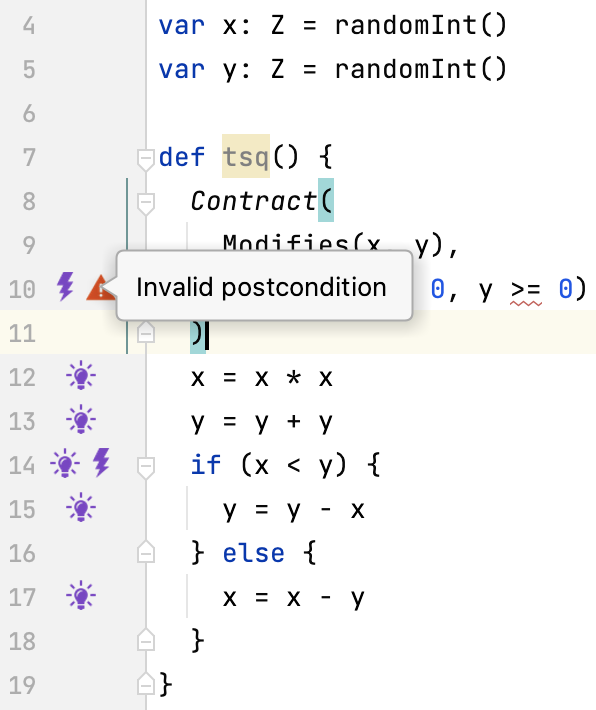 4 var x: Z = randomInt()
5 var y: Z = randomInt()
6
7 def tsq() {
8 Contract(
9 Modifies(x, y),
10 Invalid postcondition 0, y >= 0)
11 )
12 x = x * x
13 y = y + y
14 if (x < y) {
15 y = y - x
16 } else {
17 x = x - y
18 }
19 }